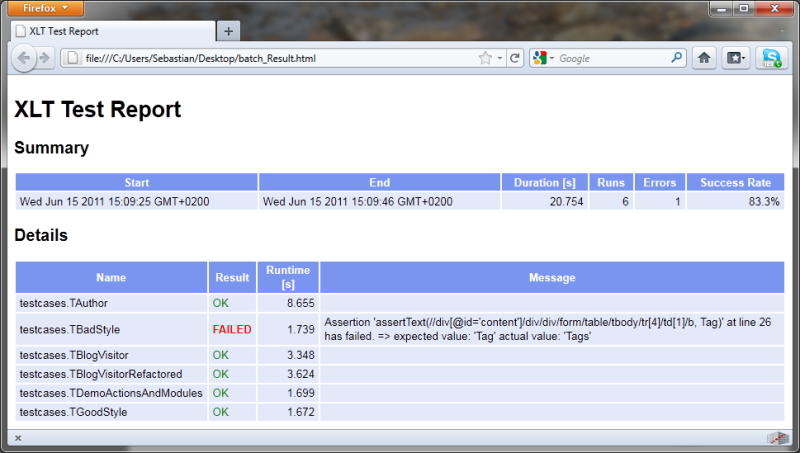 Firefox
XLT Test Report
file:///C:/Users/Sebastian/Desktop/batch_Result.html
Google
XLT Test Report
Summary
Start End Duration [s] Runs Errors Success Rate
Wed Jun 15 2011 15:09:25 GMT+0200 Wed Jun 15 2011 15:09:46 GMT+0200 20.754 6 1 83.3%
Details
Name Result Runtime [s] Message
testcases.TAuthor OK 8.655
testcases.TBadStyle FAILED 1.739 Assertion 'assertText(//div[@id='content']/div/div/form/table/tbody/tr[4]/td[1]/b, Tag)' at line 26
has failed. => expected value: 'Tag' actual value: 'Tags'
testcases.TBlogVisitor OK 3.348
testcases.TBlogVisitorRefactored OK 3.624
testcases.TDemoActionsAndModules OK 1.699
testcases.TGoodStyle OK 1.672